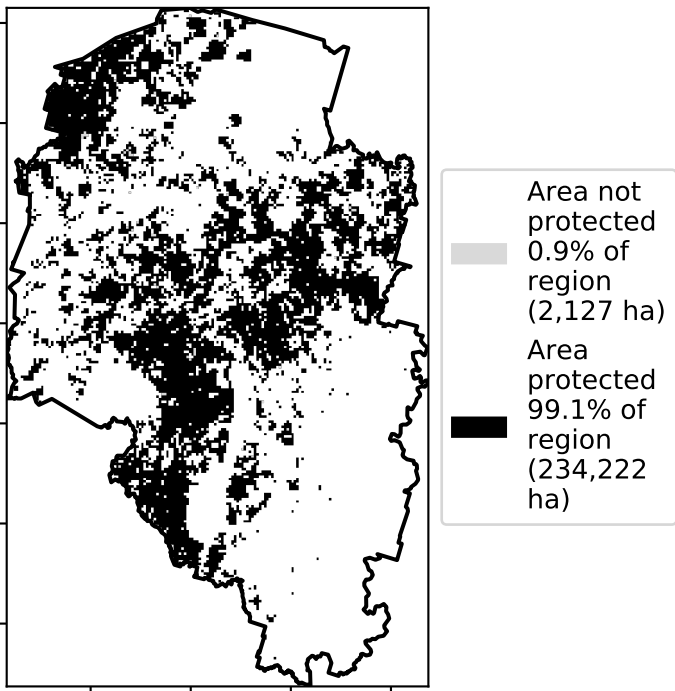 Area not
protected
0.9% of
region
(2,127 ha)
Area
protected
99.1% of
region
(234,222
ha)